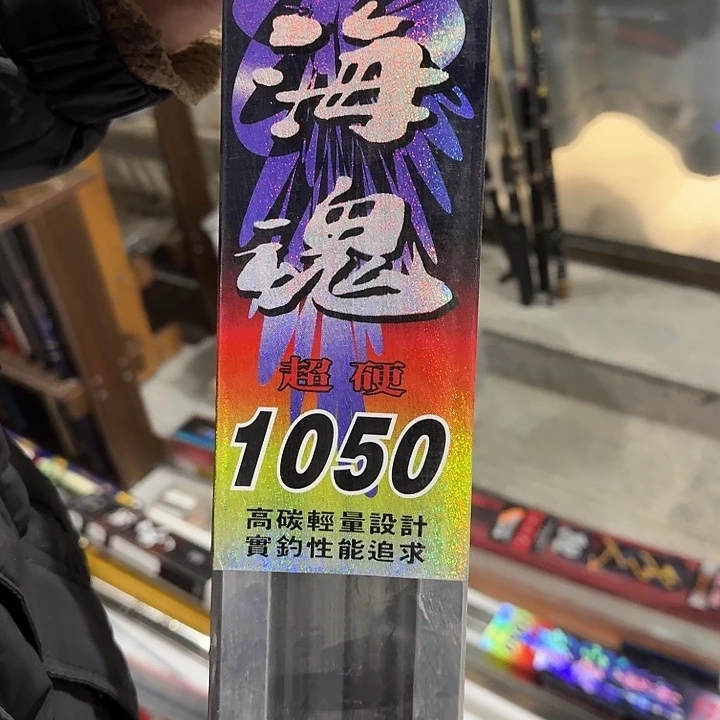 海
魂
超硬
1050
高碳輕量設計
實釣性能追求